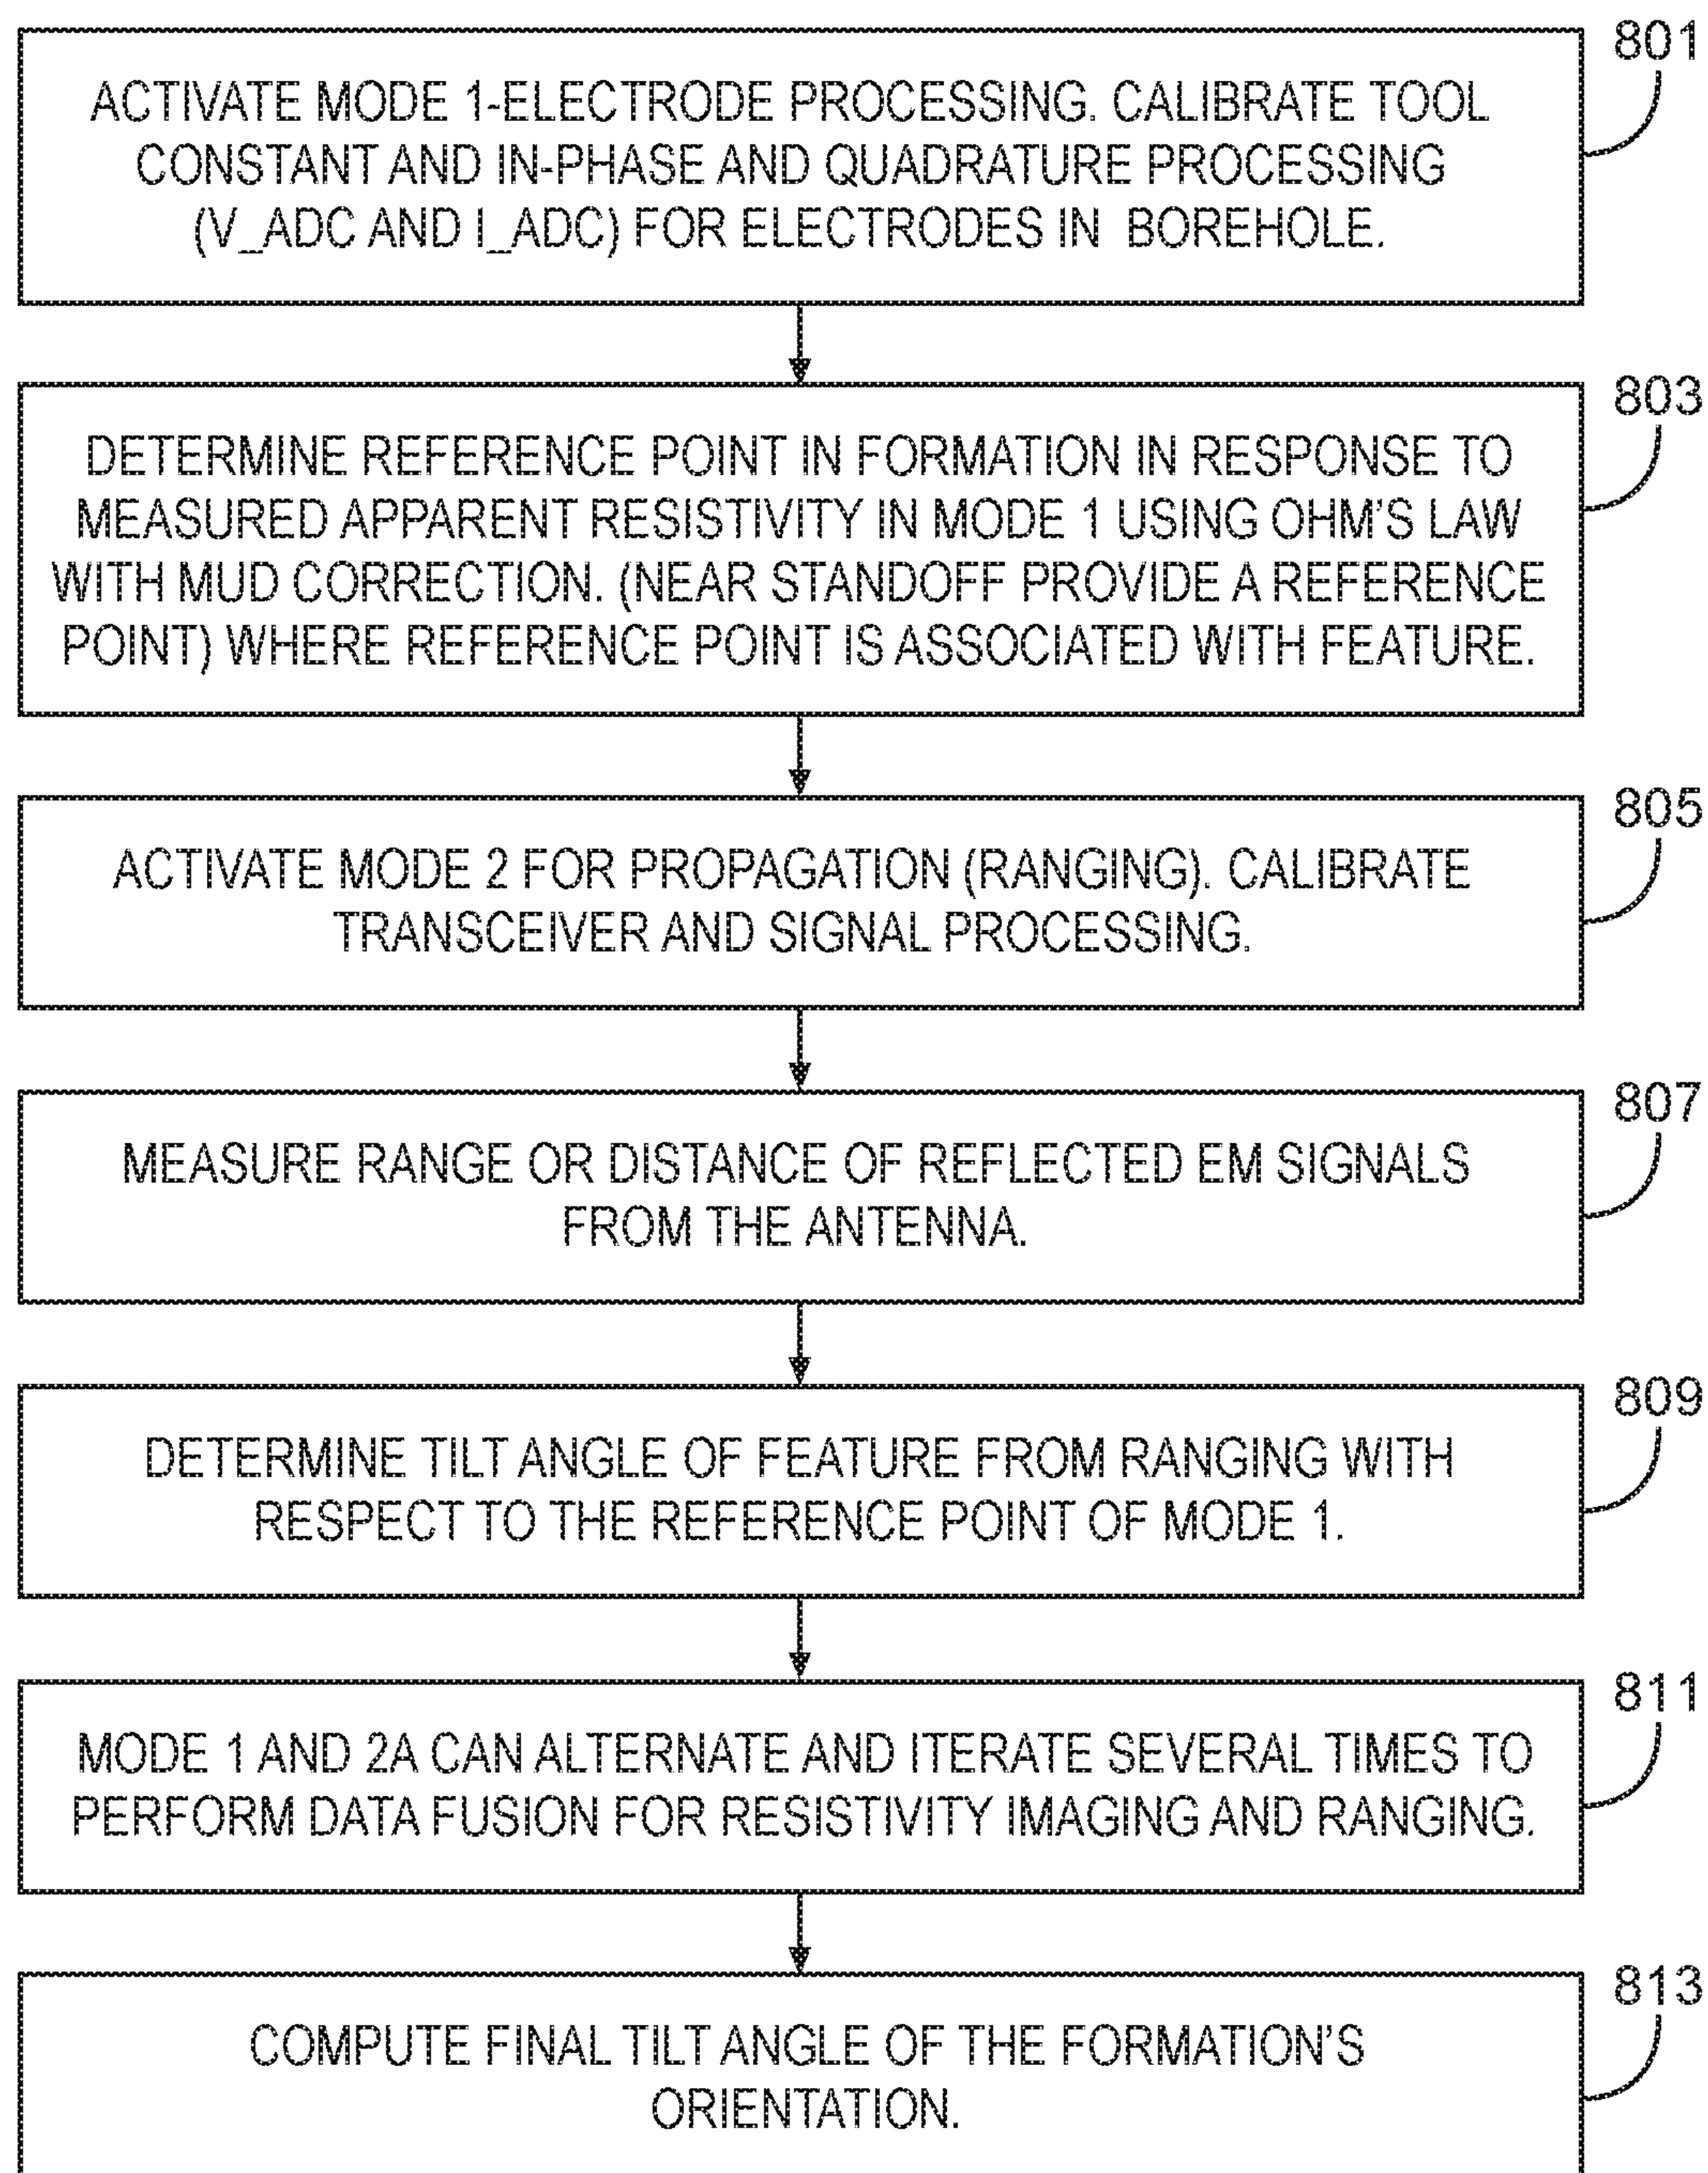 801
ACTIVATE MODE 1-ELECTRODE PROCESSING. CALIBRATE TOOL
CONSTANT AND IN-PHASE AND QUADRATURE PROCESSING
(V_ADC AND I_ADC) FOR ELECTRODES IN BOREHOLE.
803
DETERMINE REFERENCE POINT IN FORMATION IN RESPONSE TO
MEASURED APPARENT RESISTIVITY IN MODE 1 USING OHM'S LAW
WITH MUD CORRECTION. (NEAR STANDOFF PROVIDE A REFERENCE
POINT) WHERE REFERENCE POINT IS ASSOCIATED WITH FEATURE.
805
ACTIVATE MODE 2 FOR PROPAGATION (RANGING). CALIBRATE
TRANSCEIVER AND SIGNAL PROCESSING.
807
MEASURE RANGE OR DISTANCE OF REFLECTED EM SIGNALS
FROM THE ANTENNA.
809
DETERMINE TILT ANGLE OF FEATURE FROM RANGING WITH
RESPECT TO THE REFERENCE POINT OF MODE 1.
811
MODE 1 AND 2A CAN ALTERNATE AND ITERATE SEVERAL TIMES TO
PERFORM DATA FUSION FOR RESISTIVITY IMAGING AND RANGING.
813
COMPUTE FINAL TILT ANGLE OF THE FORMATION'S
ORIENTATION.